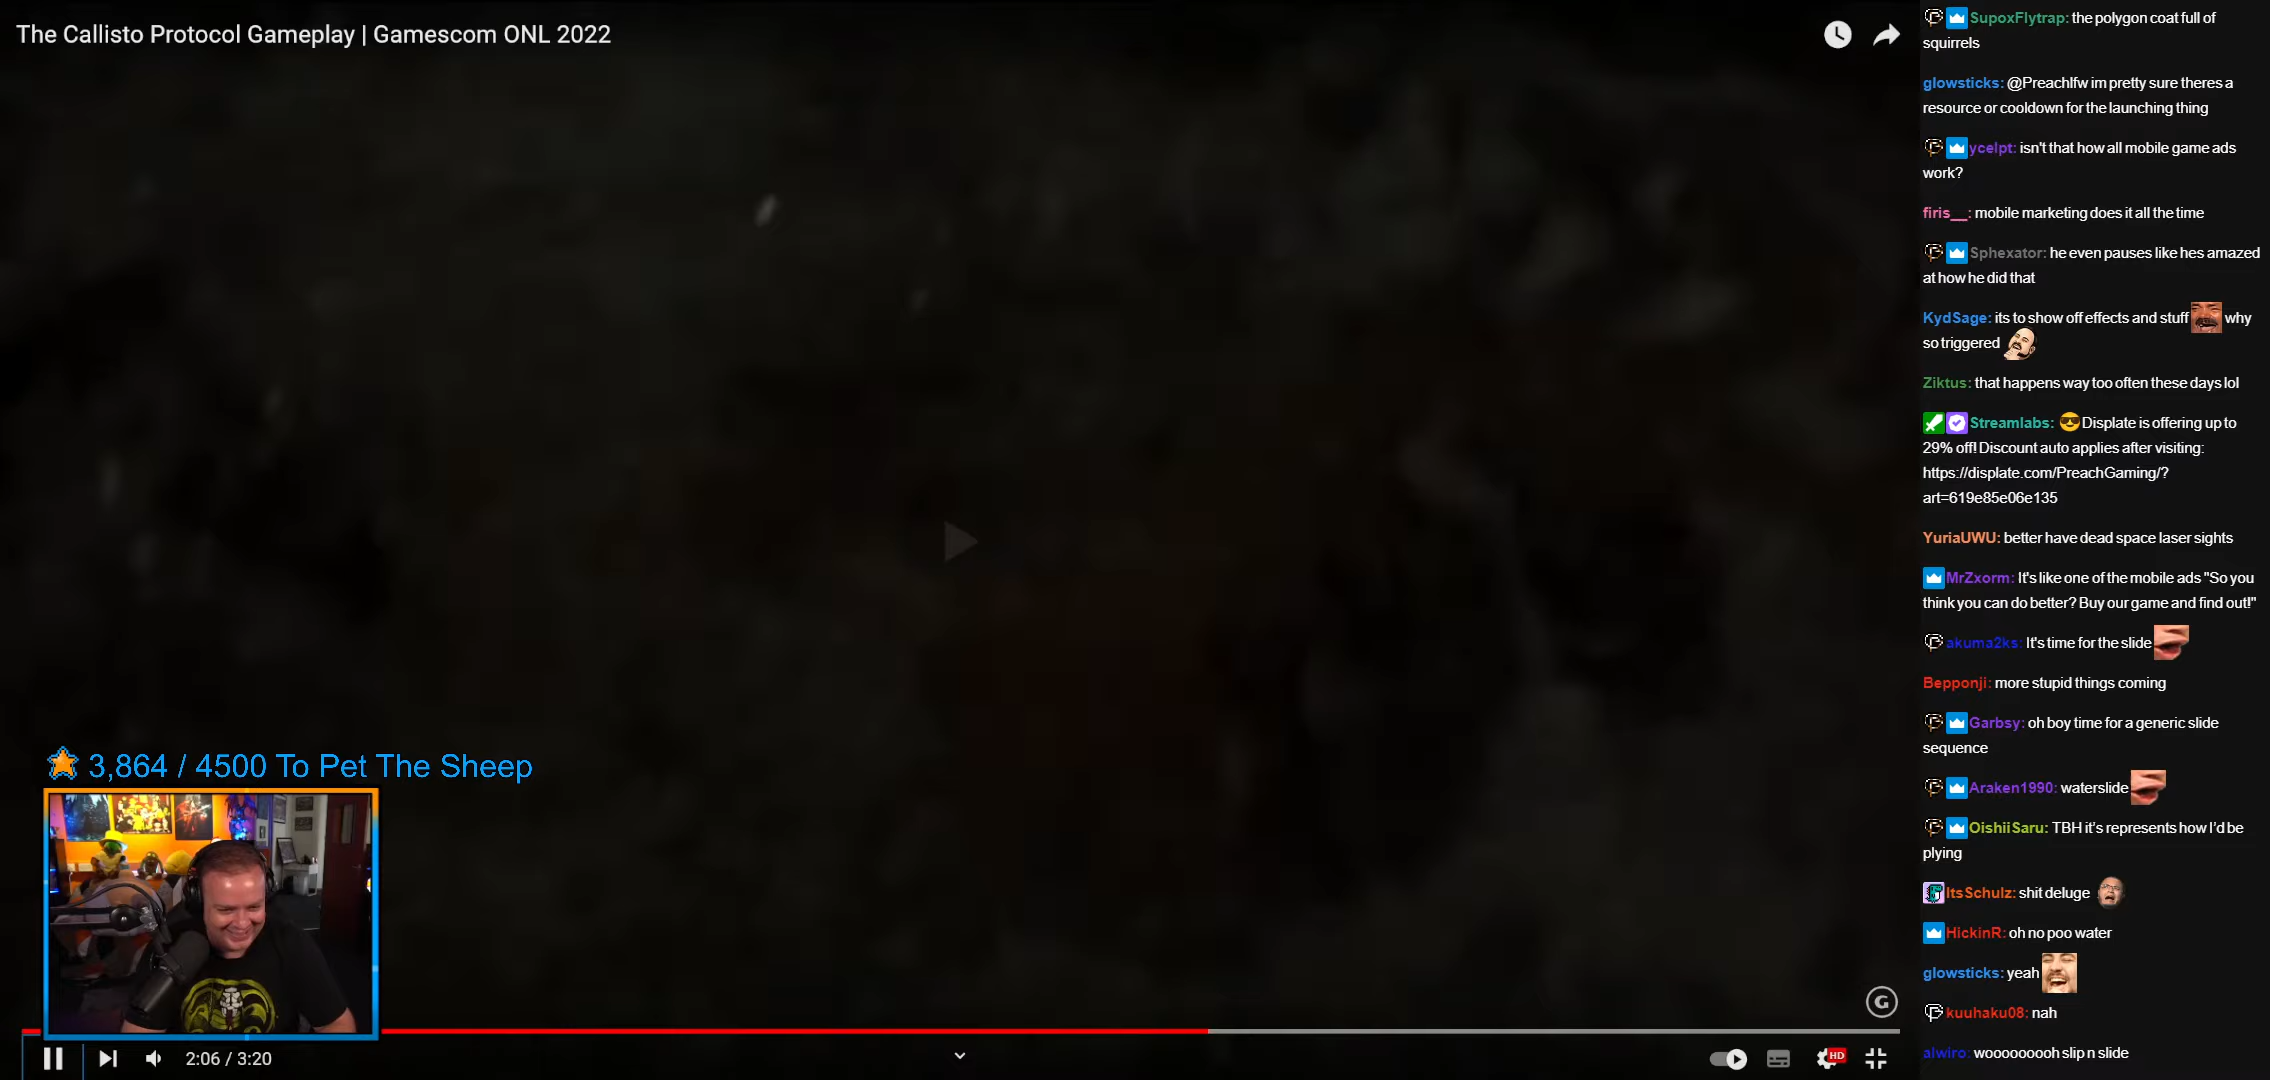 The Callisto Protocol Gameplay | Gamescom ONL 2022
SupoxFlytrap: the polygon coat full of
squirrels
glowsticks: @Preachlfw im pretty sure theres a
resource or cooldown for the launching thing
ycelpt: isn't that how all mobile game ads
work?
firis__: mobile marketing does it all the time
Sphexator: he even pauses like hes amazed
at how he did that
KydSage: its to show off effects and stuff why
so triggered
Ziktus: that happens way too often these days lol
Streamlabs: 😎Displate is offering up to
29% off! Discount auto applies after visiting:
https://displate.com/PreachGaming/?
art=619e85e06e135
YuriaUWU: better have dead space laser sights
MrZxorm: It's like one of the mobile ads "So you
think you can do better? Buy our game and find out!"
akuma2ks: It's time for the slide
Bepponji: more stupid things coming
Garbsy: oh boy time for a generic slide
sequence
Araken1990: waterslide
OishiiSaru: TBH it’s represents how I’d be
plying
ItsSchulz: shit deluge
HickinR: oh no poo water
glowsticks: yeah
kuuhaku08: nah
alwiro: wooooooooh slip n slide
3,864 / 4500 To Pet The Sheep
G
2:06 / 3:20
HD